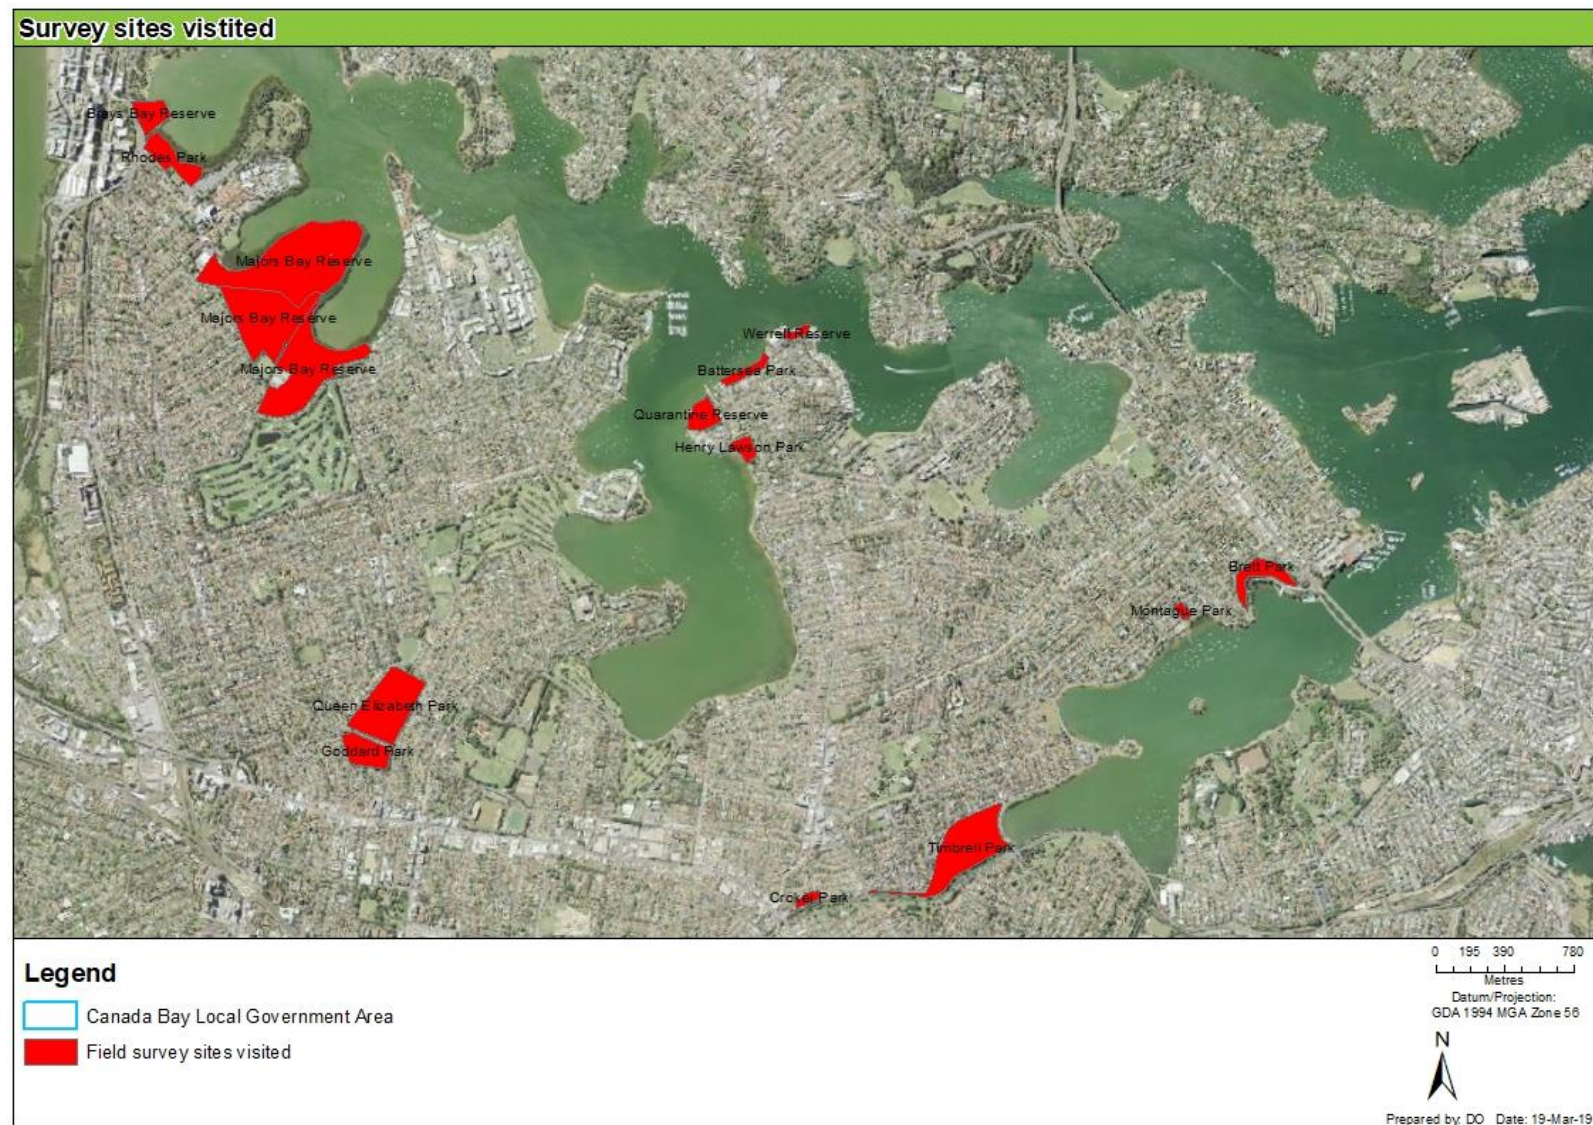 Survey sites vistited
Brays Bay Reserve
Rhodes Park
Majors Bay Reserve
Majors Bay Reserve
Majors Bay Reserve
Werrell Reserve
Battersea Park
Quarantine Reserve
Henry Lawson Park
Brett Park
Montague Park
Queen Elizabeth Park
Goddard Park
Timbrell Park
Croker Park
Legend
Canada Bay Local Government Area
Field survey sites visited
0 195 390 780
Metres
Datum/Projection:
GDA 1994 MGA Zone 56
N
Prepared by: DO Date: 19-Mar-19